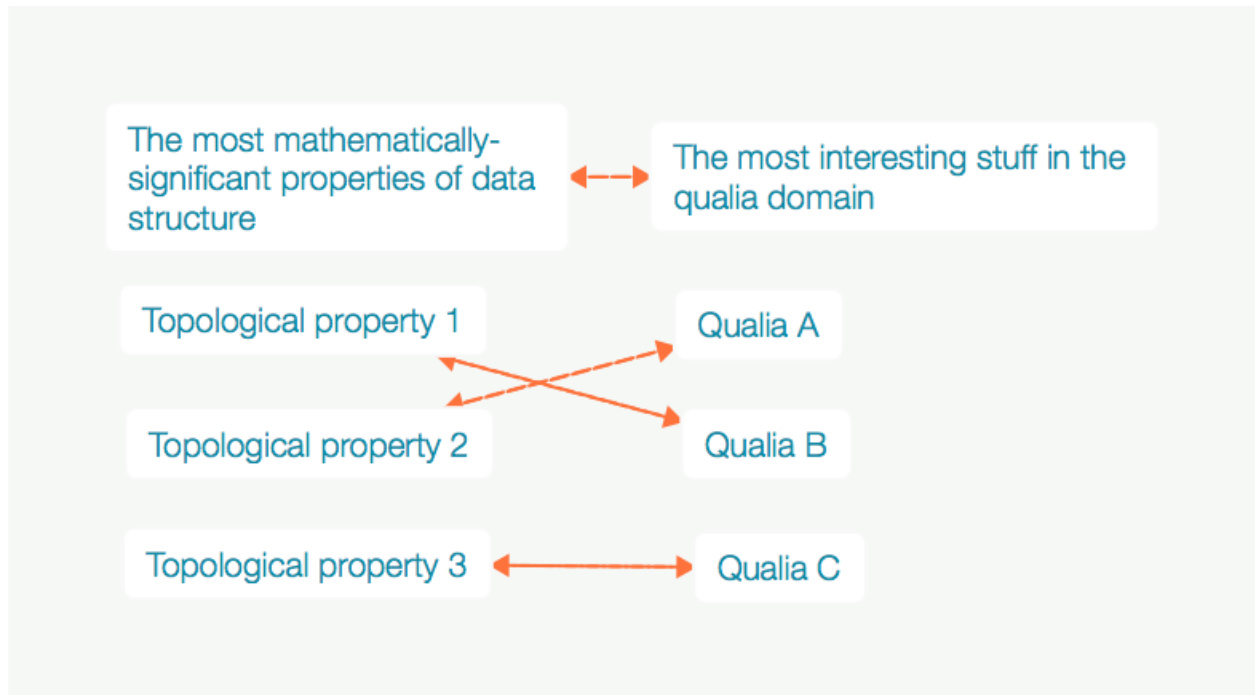 The most mathematically-
significant properties of data
structure
The most interesting stuff in the
qualia domain
Topological property 1
Qualia A
Topological property 2
Qualia B
Topological property 3
Qualia C